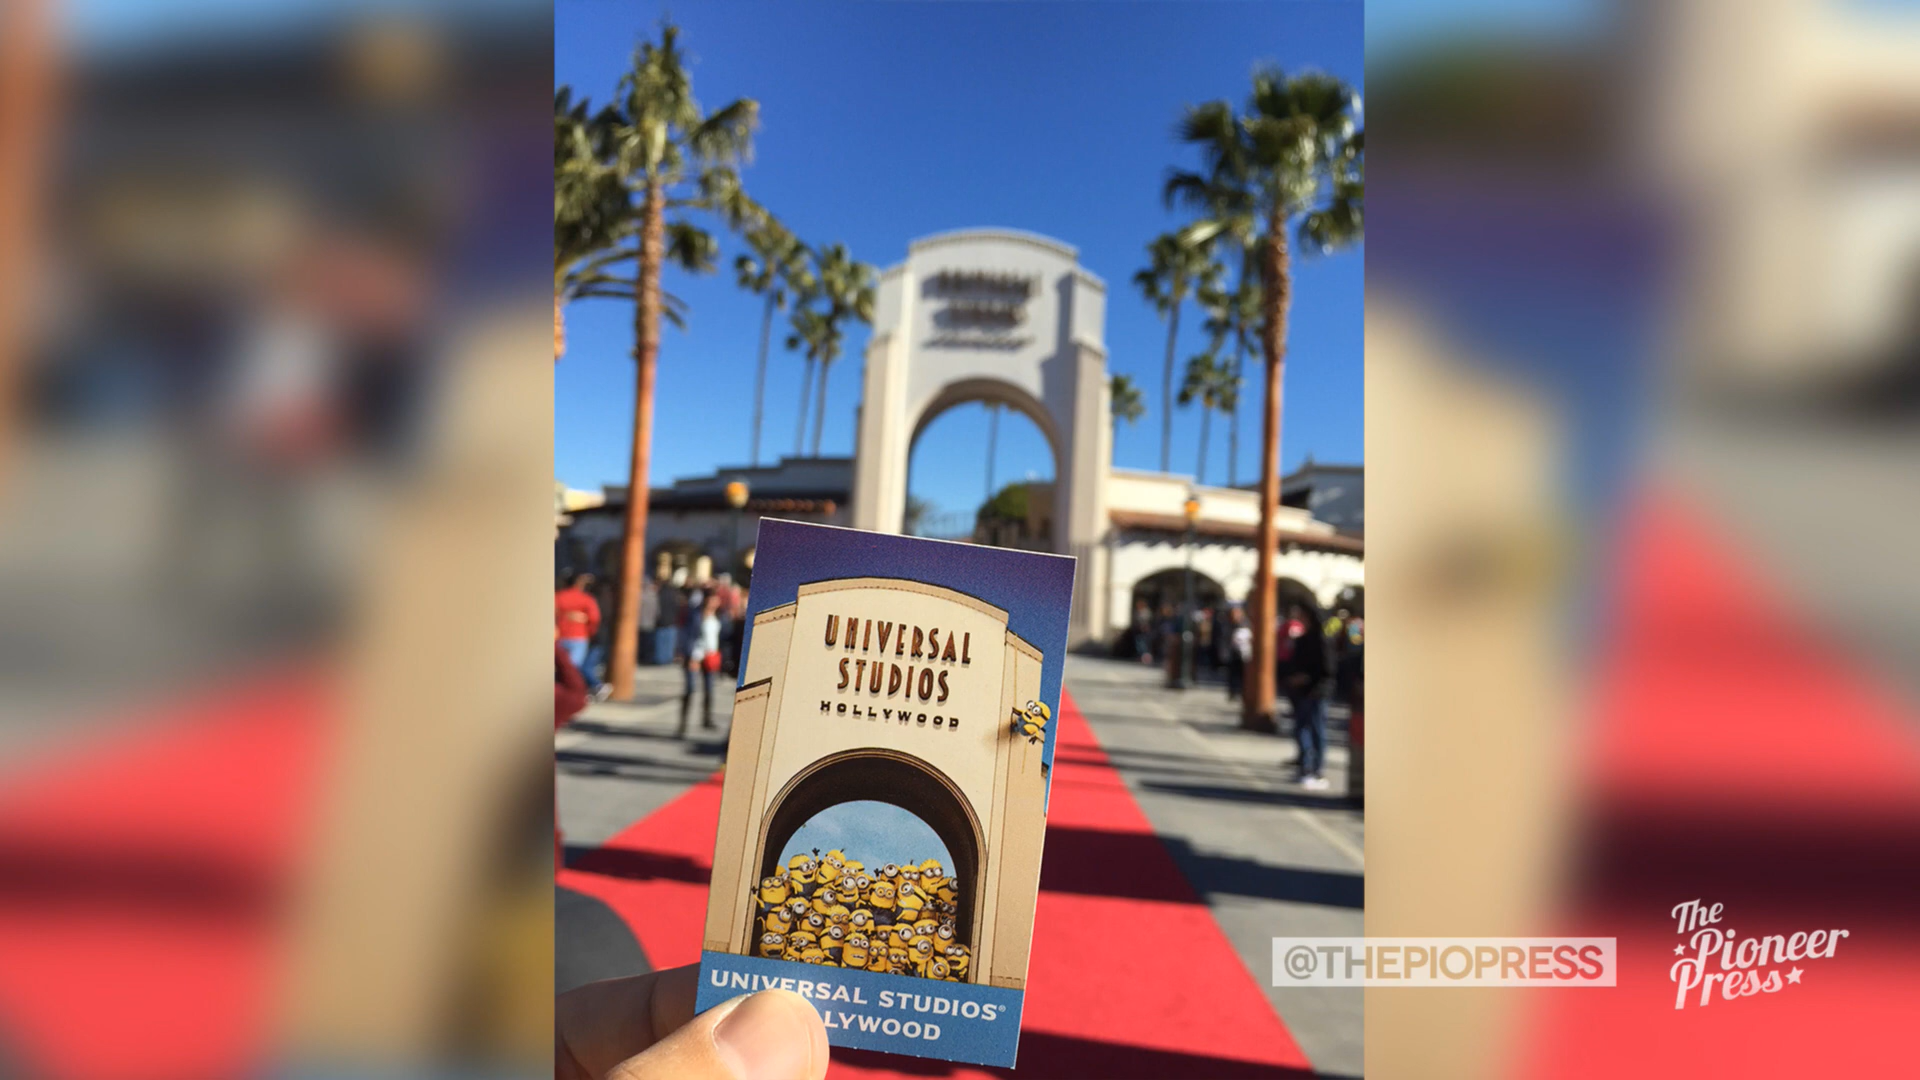 UNIVERSAL
STUDIOS
HOLLYWOOD
UNIVERSAL STUDIOS®
LYWOOD
@THEPIOPRESS
The
Pioneer
Press